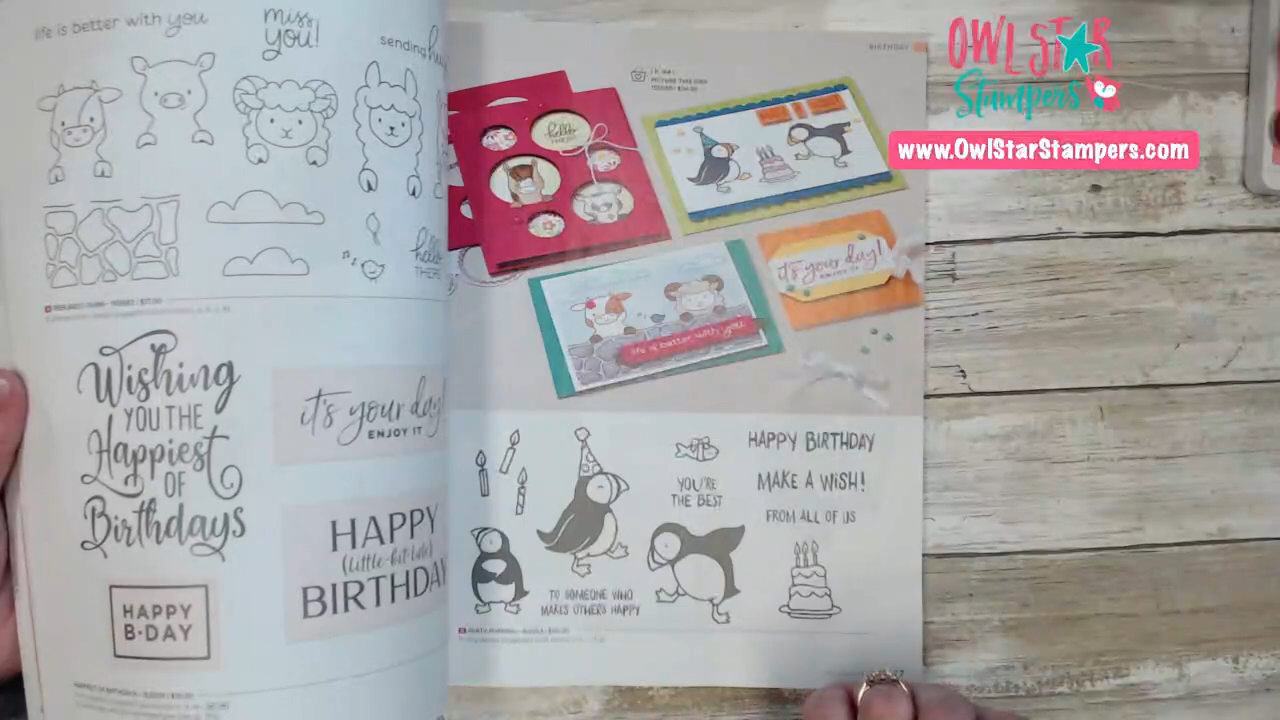 life is better with you
miss
you!
sending
hello
THERE
Wishing
YOU THE
Happiest
OF
Birthdays
it's your day!
ENJOY IT
HAPPY
(little-bit-late)
BIRTHDAY
HAPPY
B•DAY
BIRTHDAY
hello
it's your day!
ENJOY IT
life is better with you
HAPPY BIRTHDAY
YOU'RE
THE BEST
MAKE A WISH!
FROM ALL OF US
TO SOMEONE WHO
MAKES OTHERS HAPPY
OWL STAR
Stampers
www.OwlStarStampers.com